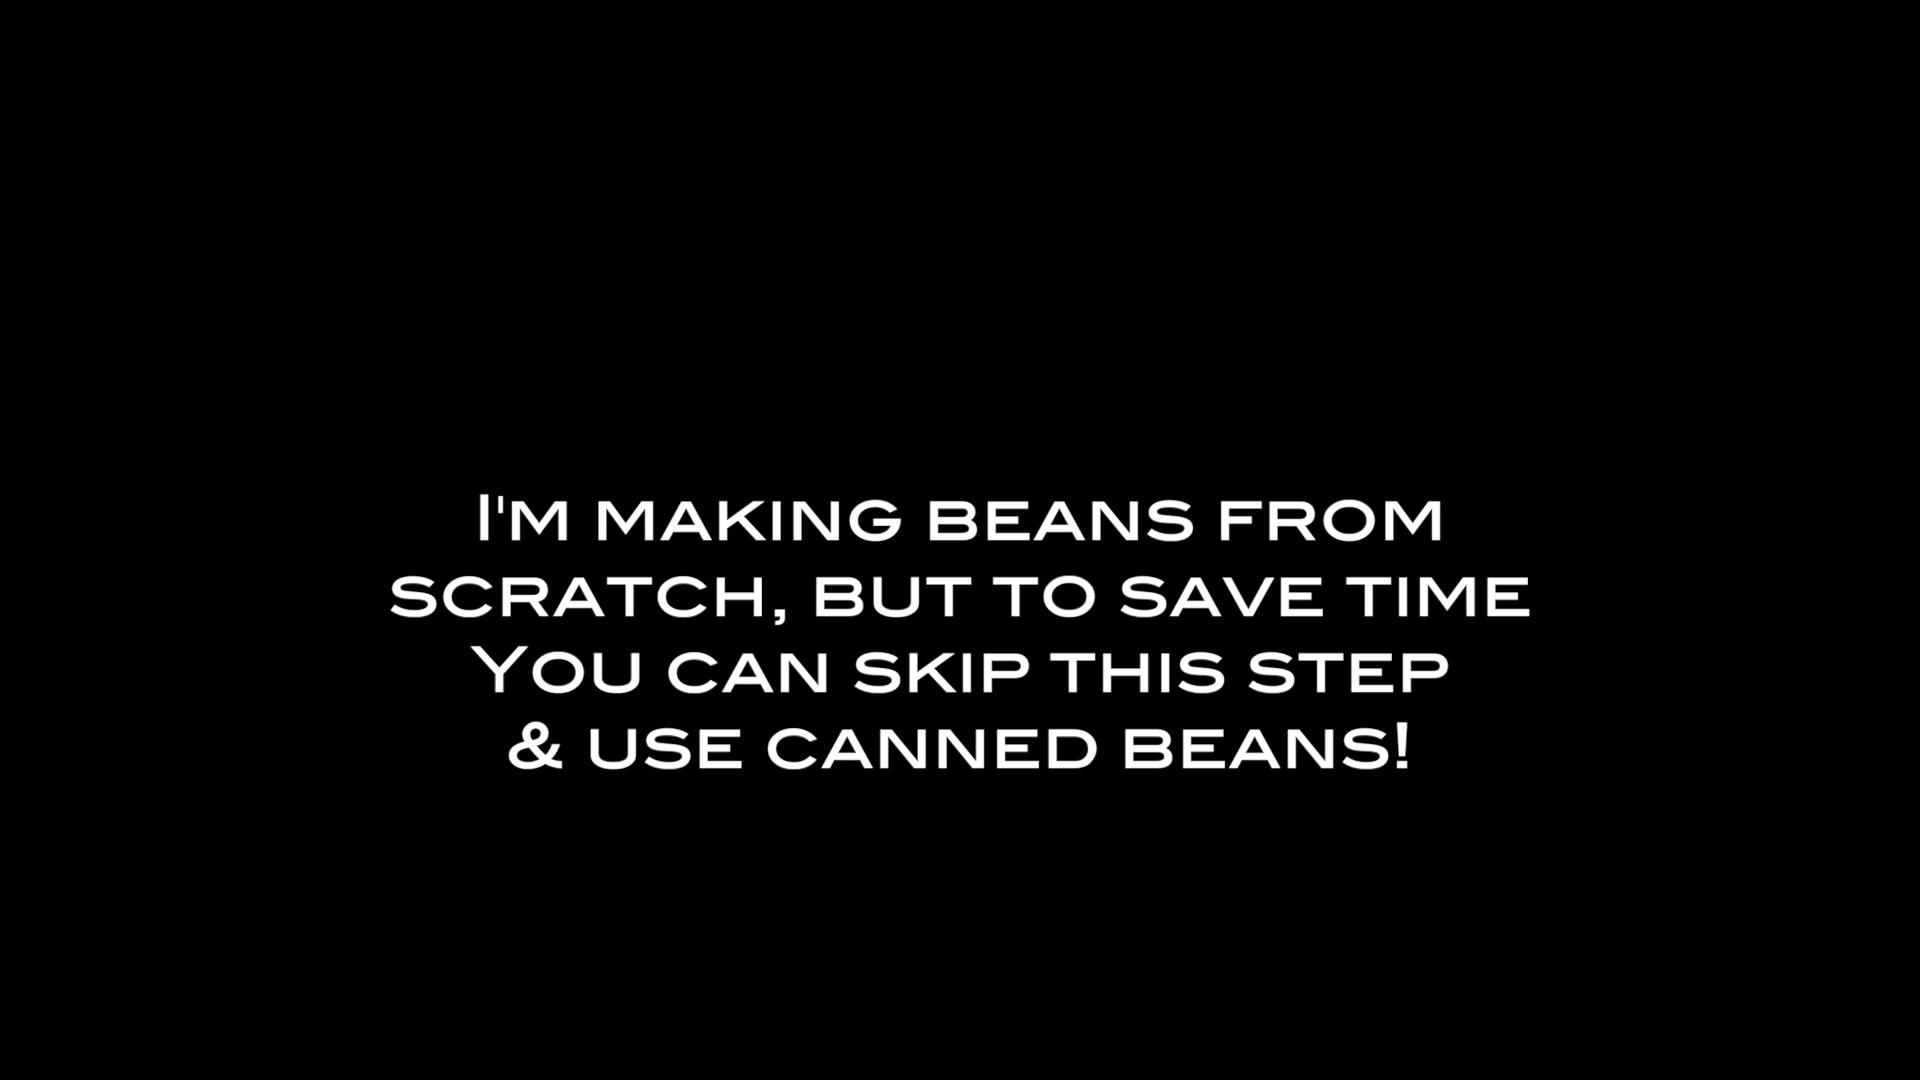 I'm making beans from
scratch, but to save time
You can skip this step
& use canned beans!